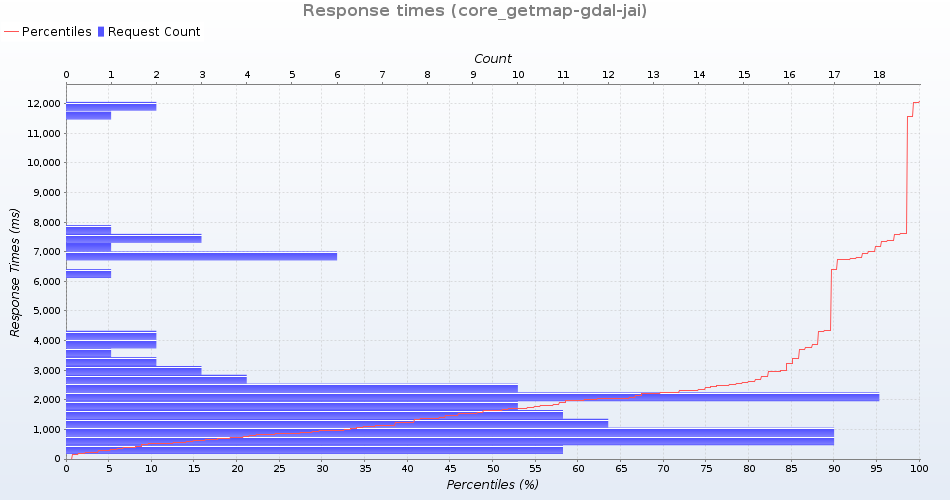 Response times (core_getmap-gdal-jai)
Percentiles Request Count
Count
0 1 2 3 4 5 6 7 8 9 10 11 12 13 14 15 16 17 18
12,000
11,000
10,000
9,000
8,000
7,000
6,000
5,000
4,000
3,000
2,000
1,000
0
Response Times (ms)
0 5 10 15 20 25 30 35 40 45 50 55 60 65 70 75 80 85 90 95 100
Percentiles (%)